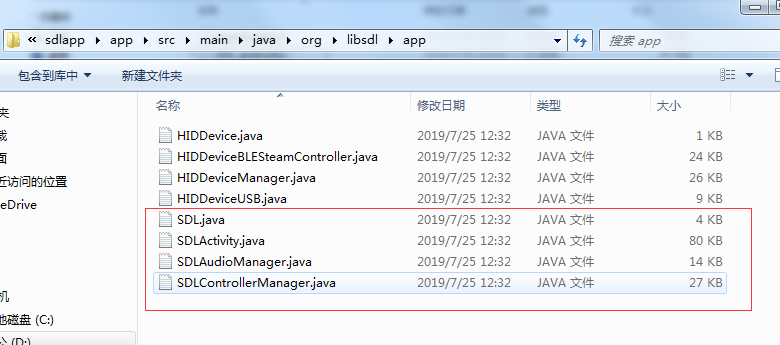 sdlapp ▸ app ▸ src ▸ main ▸ java ▸ org ▸ libsdl ▸ app
搜索 app
包含到库中 新建文件夹
名称 修改日期 类型 大小
夹
载
面
近访问的位置
eDrive
机
地磁盘 (C:)
公 (D:)
HIDDevice.java 2019/7/25 12:32 JAVA 文件 1 KB
HIDDeviceBLESteamController.java 2019/7/25 12:32 JAVA 文件 24 KB
HIDDeviceManager.java 2019/7/25 12:32 JAVA 文件 26 KB
HIDDeviceUSB.java 2019/7/25 12:32 JAVA 文件 9 KB
SDL.java 2019/7/25 12:32 JAVA 文件 4 KB
SDLActivity.java 2019/7/25 12:32 JAVA 文件 80 KB
SDLAudioManager.java 2019/7/25 12:32 JAVA 文件 14 KB
SDLControllerManager.java 2019/7/25 12:32 JAVA 文件 27 KB